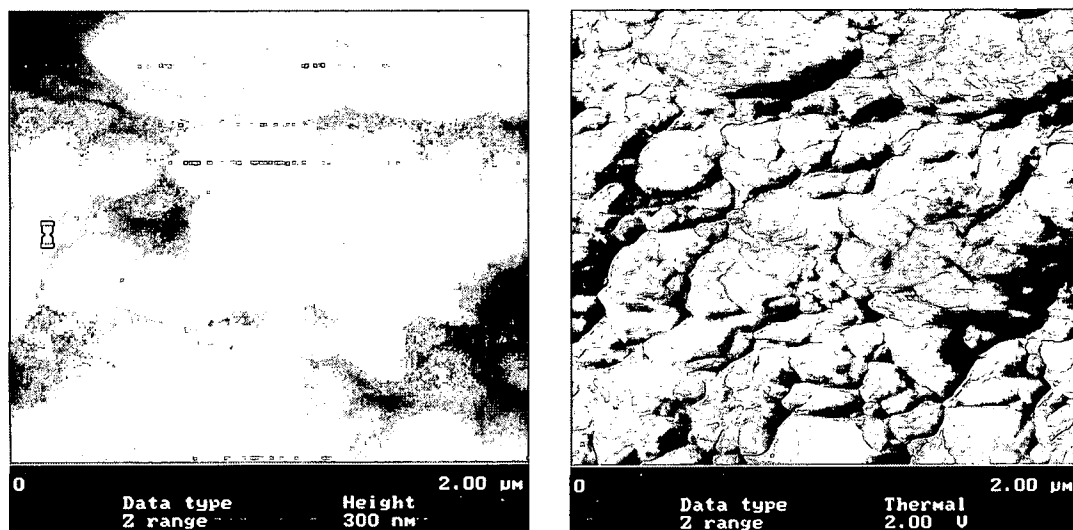 0 2.00 µm
Data type Height
Z range 300 nm
0 2.00 µm
Data type Thermal
Z range 2.00 V